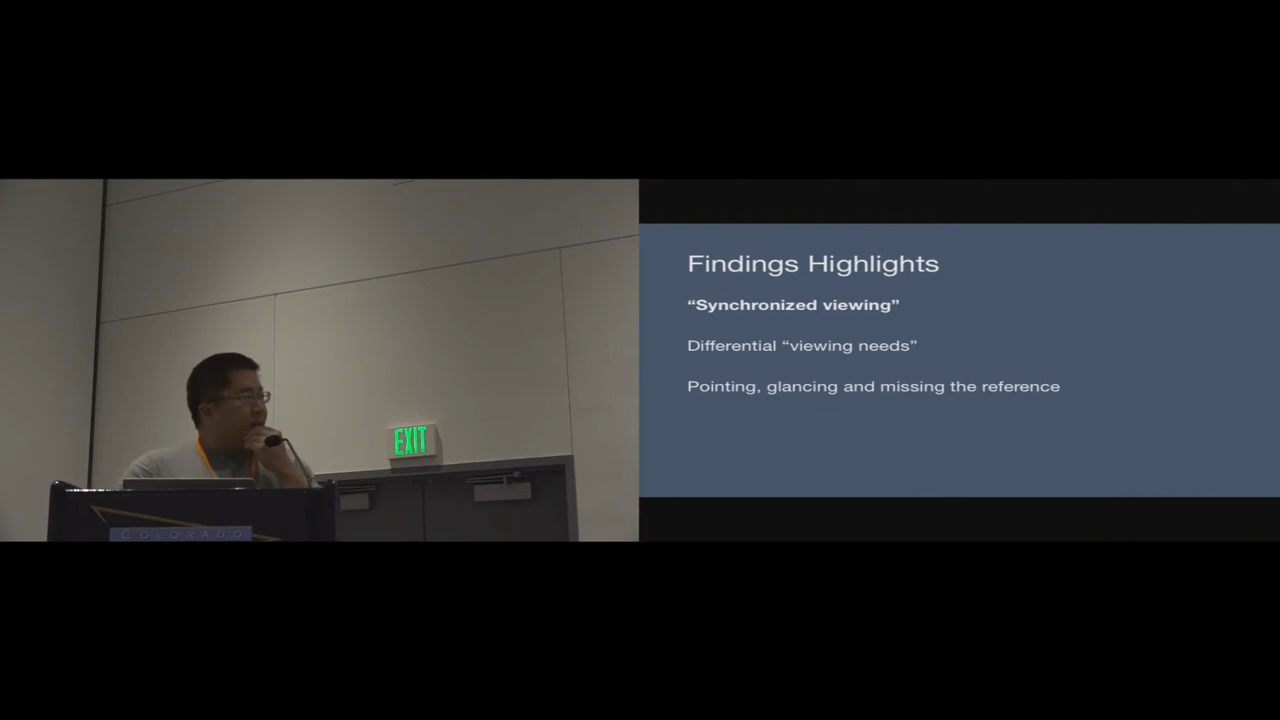 Findings Highlights
“Synchronized viewing”
Differential “viewing needs”
Pointing, glancing and missing the reference
EXIT
COLORADO